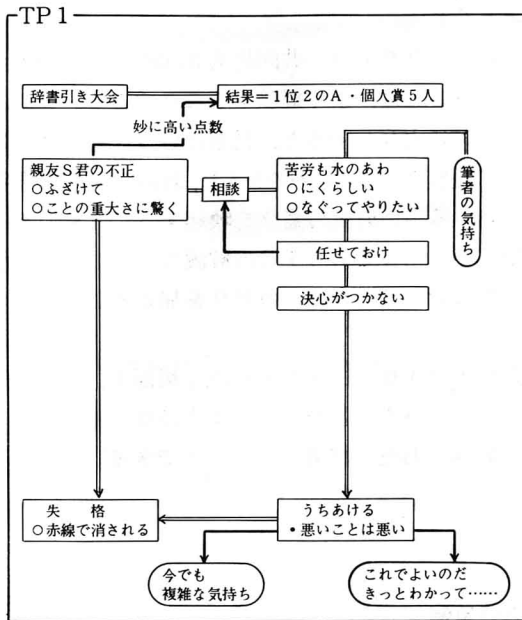 TP1
辞書引き大会
結果＝1位2のA・個人賞5人
妙に高い点数
親友S君の不正
○ふざけて
○ことの重大さに驚く
相談
苦労も水のあわ
○にくらしい
○なぐってやりたい
筆者の気持ち
任せておけ
決心がつかない
失　格
○赤線で消される
うちあける
・悪いことは悪い
今でも
複雑な気持ち
これでよいのだ
きっとわかって……